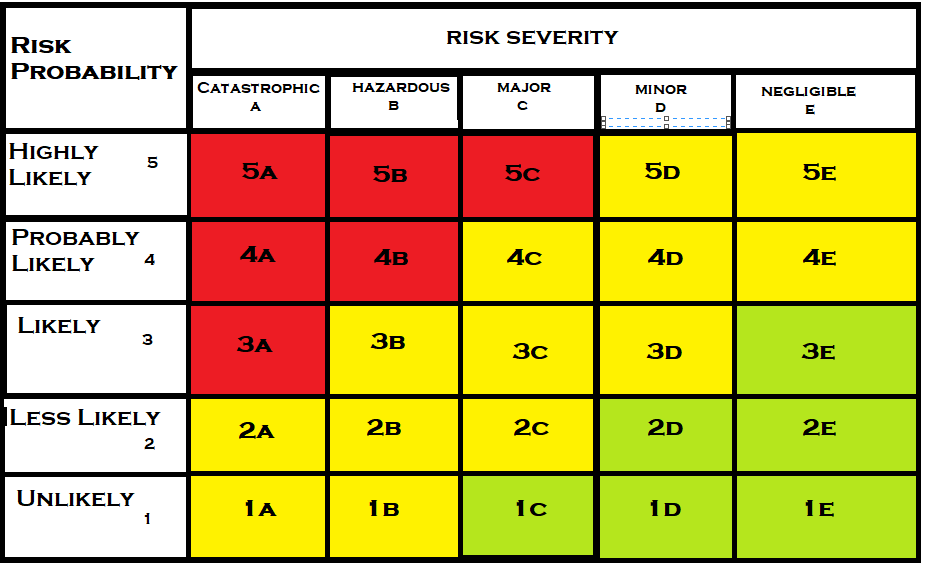 RISK PROBABILITY
RISK SEVERITY
CATASTROPHIC
A
HAZARDOUS
B
MAJOR
C
MINOR
D
NEGLIGIBLE
E
HIGHLY LIKELY 5
5A 5B 5C 5D 5E
PROBABLY LIKELY 4
4A 4B 4C 4D 4E
LIKELY 3
3A 3B 3C 3D 3E
LESS LIKELY 2
2A 2B 2C 2D 2E
UNLIKELY 1
1A 1B 1C 1D 1E